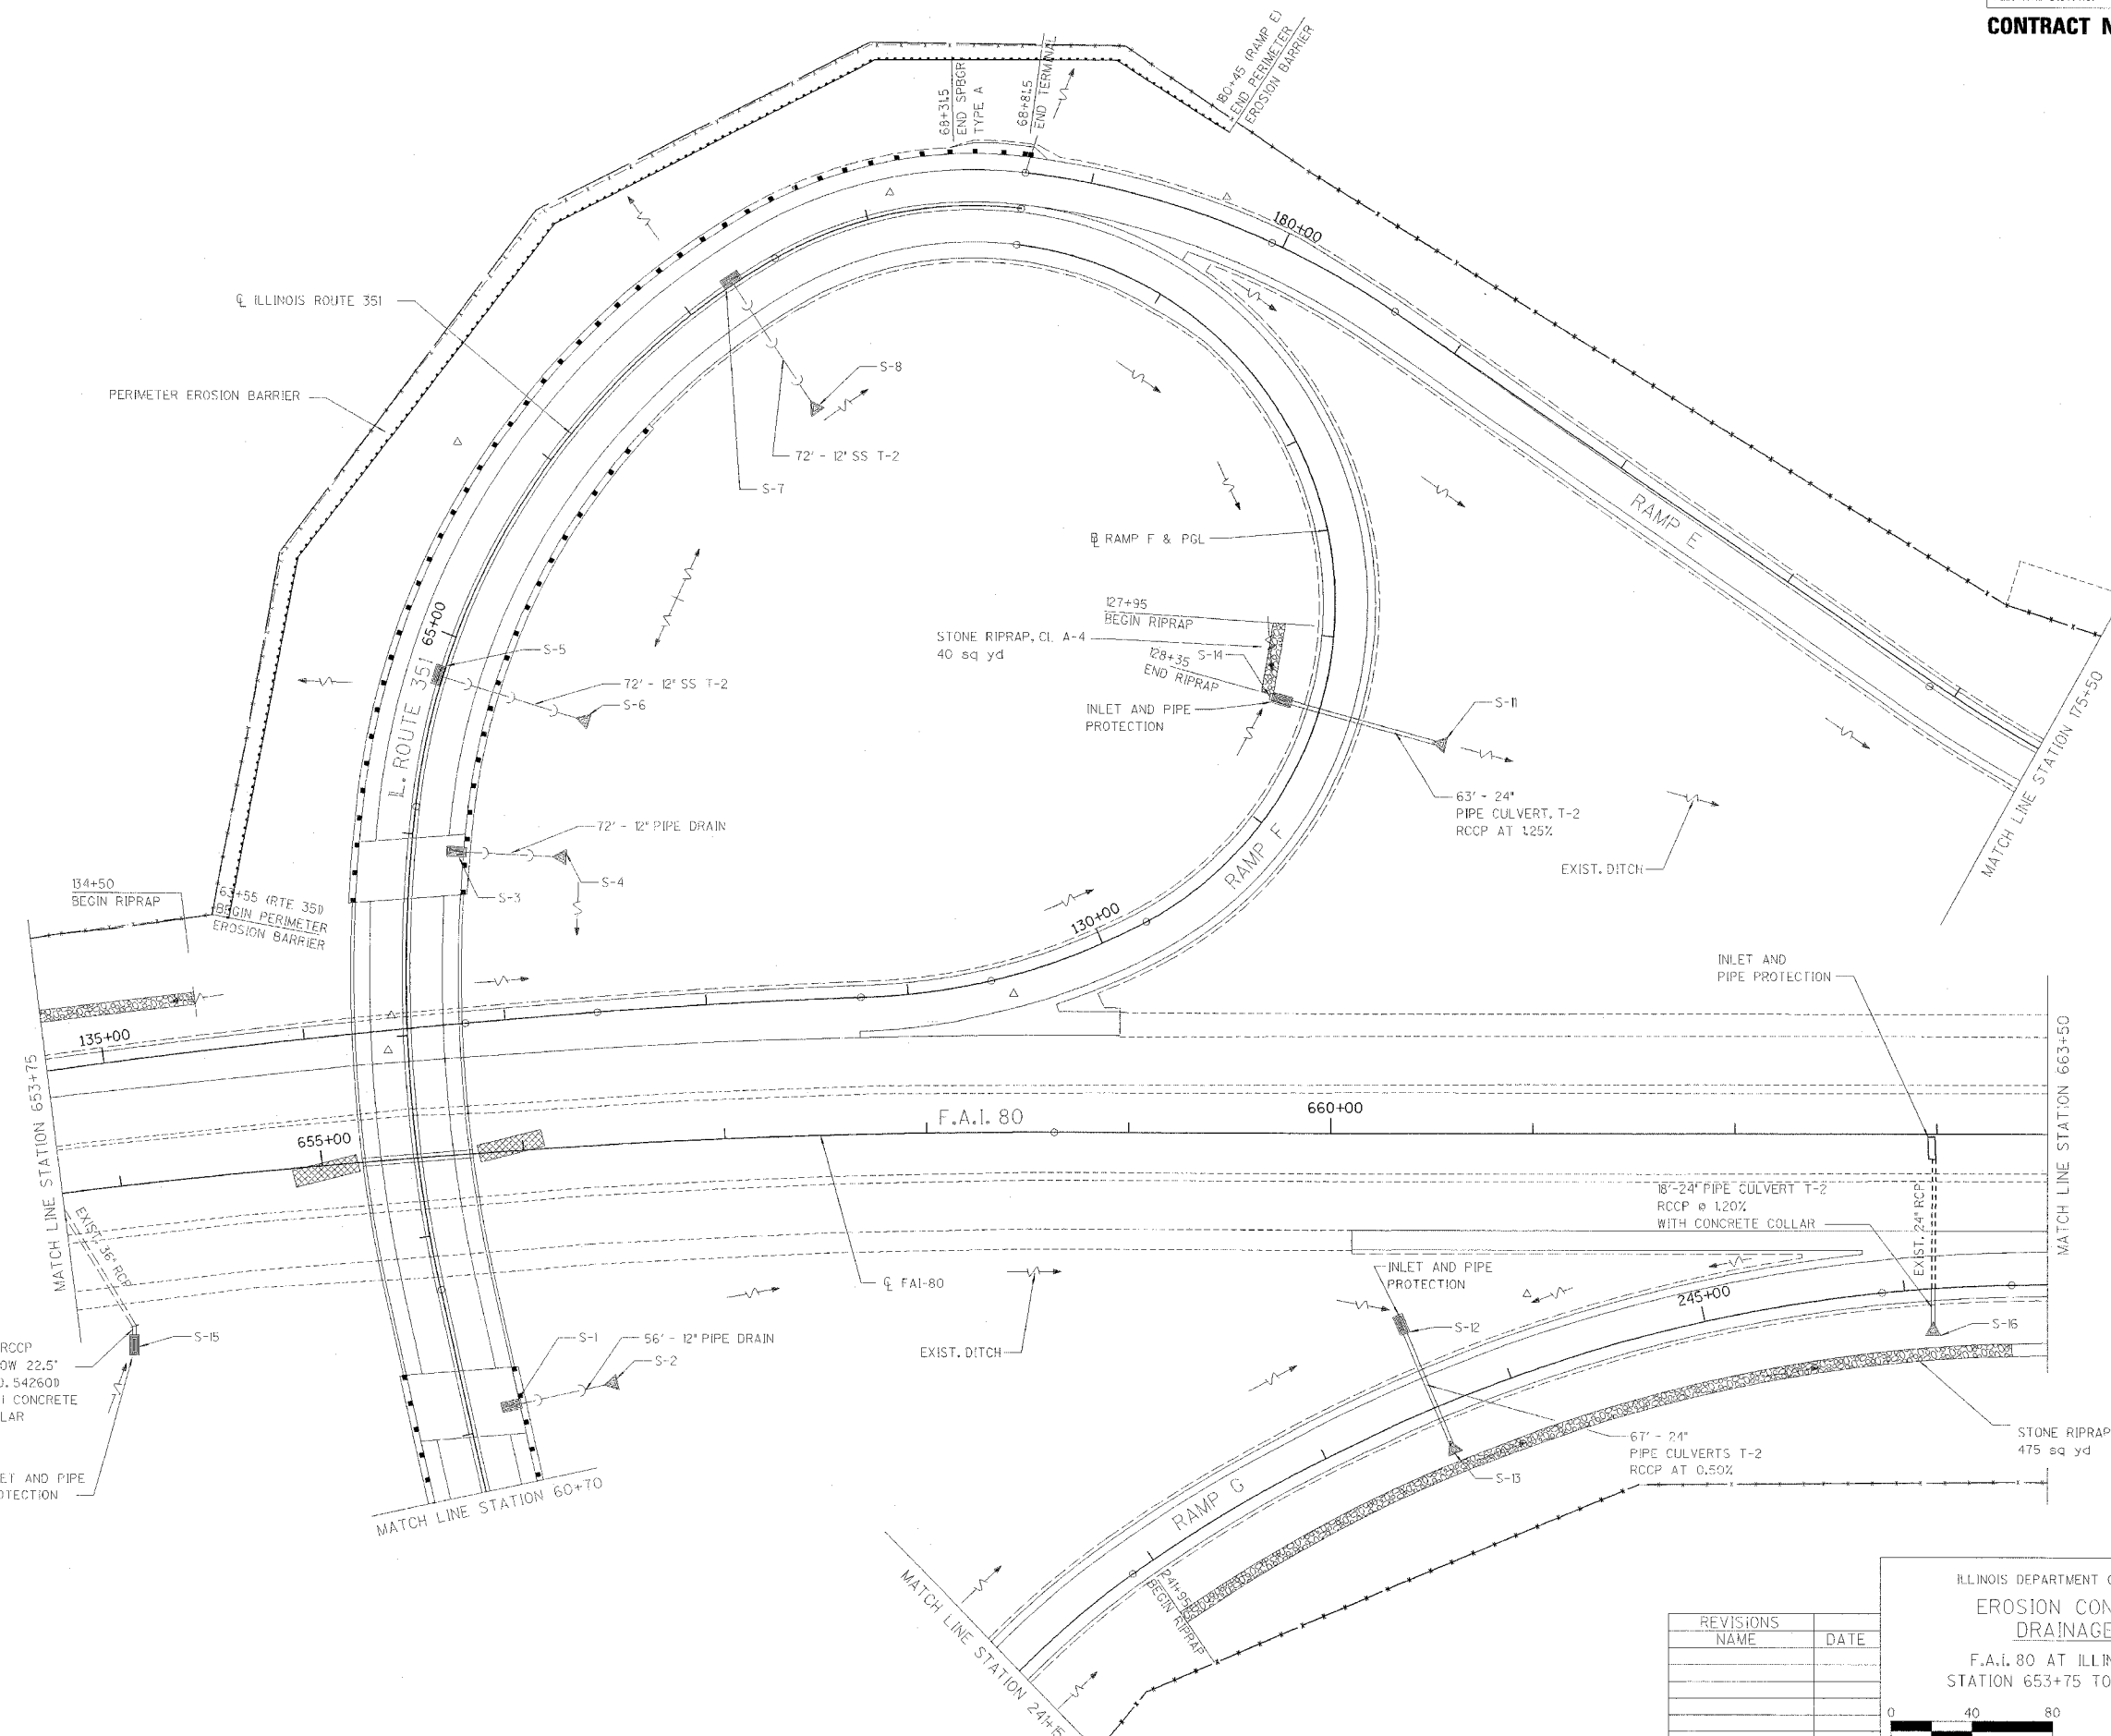 CONTRACT N
180+45 (RAMP E)
END PERIMETER
EROSION BARRIER
68+31.5
END SPBGR
TYPE A
68+81.5
END TERMINAL
180+00
℄ ILLINOIS ROUTE 351
PERIMETER EROSION BARRIER
S-8
72' - 12" SS T-2
S-7
RAMP E
RAMP F & PGL
127+95
BEGIN RIPRAP
STONE RIPRAP, CL A-4
40 sq yd
S-14
128+35
END RIPRAP
INLET AND PIPE
PROTECTION
S-11
63' - 24"
PIPE CULVERT, T-2
RCCP AT 1.25%
EXIST. DITCH
MATCH LINE STATION 175+50
65+00
S-5
72' - 12" SS T-2
S-6
IL. ROUTE 351
72' - 12" PIPE DRAIN
S-4
S-3
RAMP F
130+00
134+50
BEGIN RIPRAP
63+55 (RTE 351)
BEGIN PERIMETER
EROSION BARRIER
INLET AND
PIPE PROTECTION
135+00
MATCH LINE STATION 653+75
MATCH LINE STATION 663+50
F.A.I. 80
655+00
660+00
℄ FAI-80
EXIST. 36" RCP
18'-24" PIPE CULVERT T-2
RCCP @ 1.20%
WITH CONCRETE COLLAR
EXIST. 24" RCP
INLET AND PIPE
PROTECTION
245+00
S-15
RCCP
OW 22.5°
CONCRETE
LAR
ET AND PIPE
OTECTION
S-1
56' - 12" PIPE DRAIN
S-2
EXIST. DITCH
S-12
S-16
STONE RIPRAP
475 sq yd
67' - 24"
PIPE CULVERTS T-2
RCCP AT 0.50%
S-13
RAMP G
MATCH LINE STATION 60+70
241+95
BEGIN RIPRAP
MATCH LINE STATION 241+15
REVISIONS
NAME DATE
ILLINOIS DEPARTMENT
EROSION CON
DRAINAGE
F.A.I. 80 AT ILLIN
STATION 653+75 TO
0 40 80